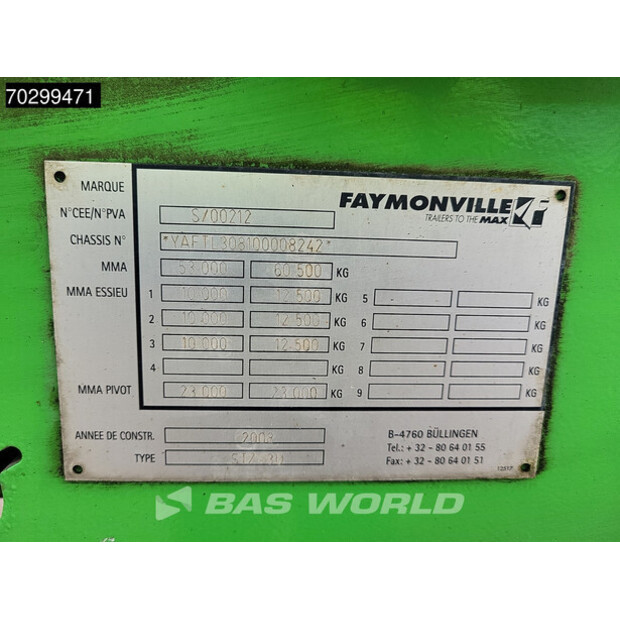 70299471
MARQUE
FAYMONVILLE
TRAILERS TO THE MAX
N°CEE/N°PVA S/00212
CHASSIS N° *YAFTL308100008242*
MMA 53.000 60.500 KG
MMA ESSIEU 1 10.000 12.500 KG 5 KG
2 10.000 12.500 KG 6 KG
3 10.000 12.500 KG 7 KG
4 KG 8 KG
MMA PIVOT 23.000 23.000 KG 9 KG
ANNEE DE CONSTR.
TYPE
B-4760 BÜLLINGEN
Tel.: + 32 - 80 64 01 55
Fax: + 32 - 80 64 01 51
12517
BAS WORLD